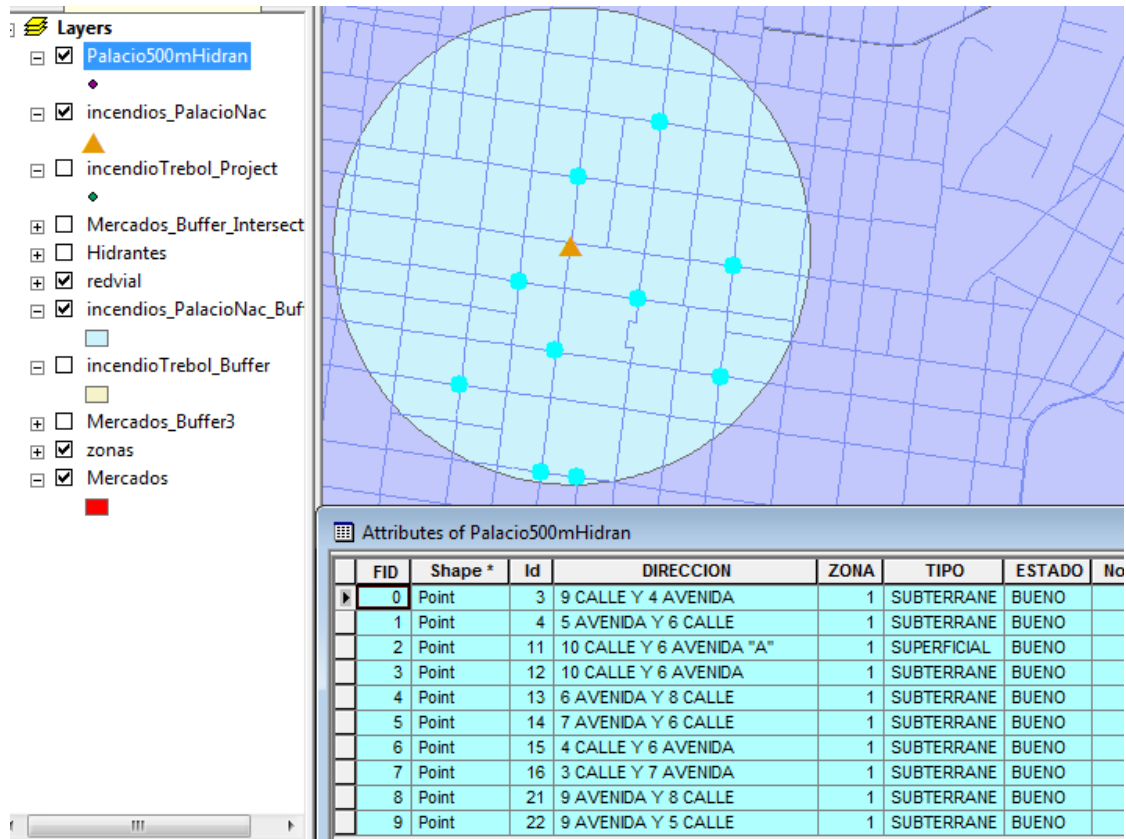 Layers
Palacio500mHidran
incendios_PalacioNac
incendioTrebol_Project
Mercados_Buffer_Intersect
Hidrantes
redvial
incendios_PalacioNac_Buf
incendioTrebol_Buffer
Mercados_Buffer3
zonas
Mercados
Attributes of Palacio500mHidran
FID Shape * Id DIRECCION ZONA TIPO ESTADO No
0 Point 3 9 CALLE Y 4 AVENIDA 1 SUBTERRANE BUENO
1 Point 4 5 AVENIDA Y 6 CALLE 1 SUBTERRANE BUENO
2 Point 11 10 CALLE Y 6 AVENIDA "A" 1 SUPERFICIAL BUENO
3 Point 12 10 CALLE Y 6 AVENIDA 1 SUBTERRANE BUENO
4 Point 13 6 AVENIDA Y 8 CALLE 1 SUBTERRANE BUENO
5 Point 14 7 AVENIDA Y 6 CALLE 1 SUBTERRANE BUENO
6 Point 15 4 CALLE Y 6 AVENIDA 1 SUBTERRANE BUENO
7 Point 16 3 CALLE Y 7 AVENIDA 1 SUBTERRANE BUENO
8 Point 21 9 AVENIDA Y 8 CALLE 1 SUBTERRANE BUENO
9 Point 22 9 AVENIDA Y 5 CALLE 1 SUBTERRANE BUENO